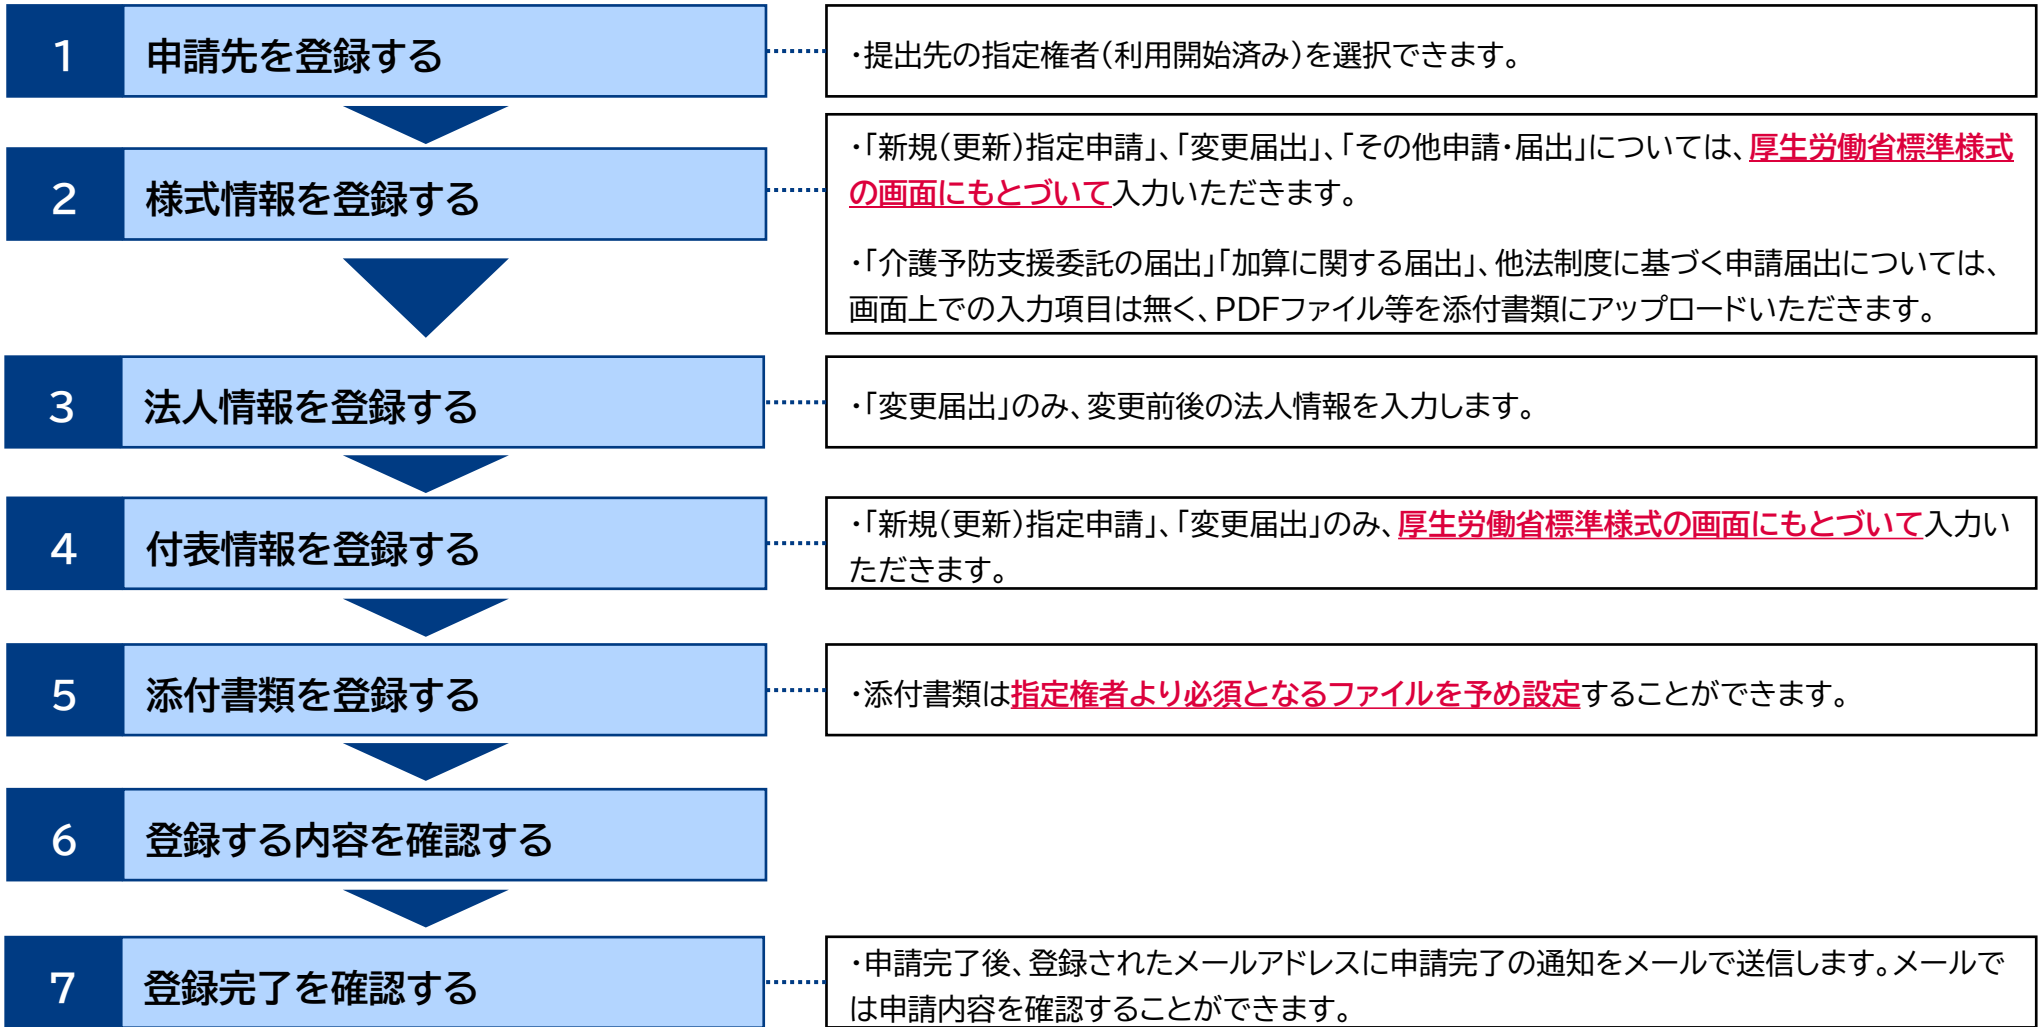 1 申請先を登録する
・提出先の指定権者(利用開始済み)を選択できます。
2 様式情報を登録する
・「新規(更新)指定申請」、「変更届出」、「その他申請・届出」については、厚生労働省標準様式
の画面にもとづいて入力いただきます。
・「介護予防支援委託の届出」「加算に関する届出」、他法制度に基づく申請届出については、
画面上での入力項目は無く、PDFファイル等を添付書類にアップロードいただきます。
3 法人情報を登録する
・「変更届出」のみ、変更前後の法人情報を入力します。
4 付表情報を登録する
・「新規(更新)指定申請」、「変更届出」のみ、厚生労働省標準様式の画面にもとづいて入力い
ただきます。
5 添付書類を登録する
・添付書類は指定権者より必須となるファイルを予め設定することができます。
6 登録する内容を確認する
7 登録完了を確認する
・申請完了後、登録されたメールアドレスに申請完了の通知をメールで送信します。メールで
は申請内容を確認することができます。